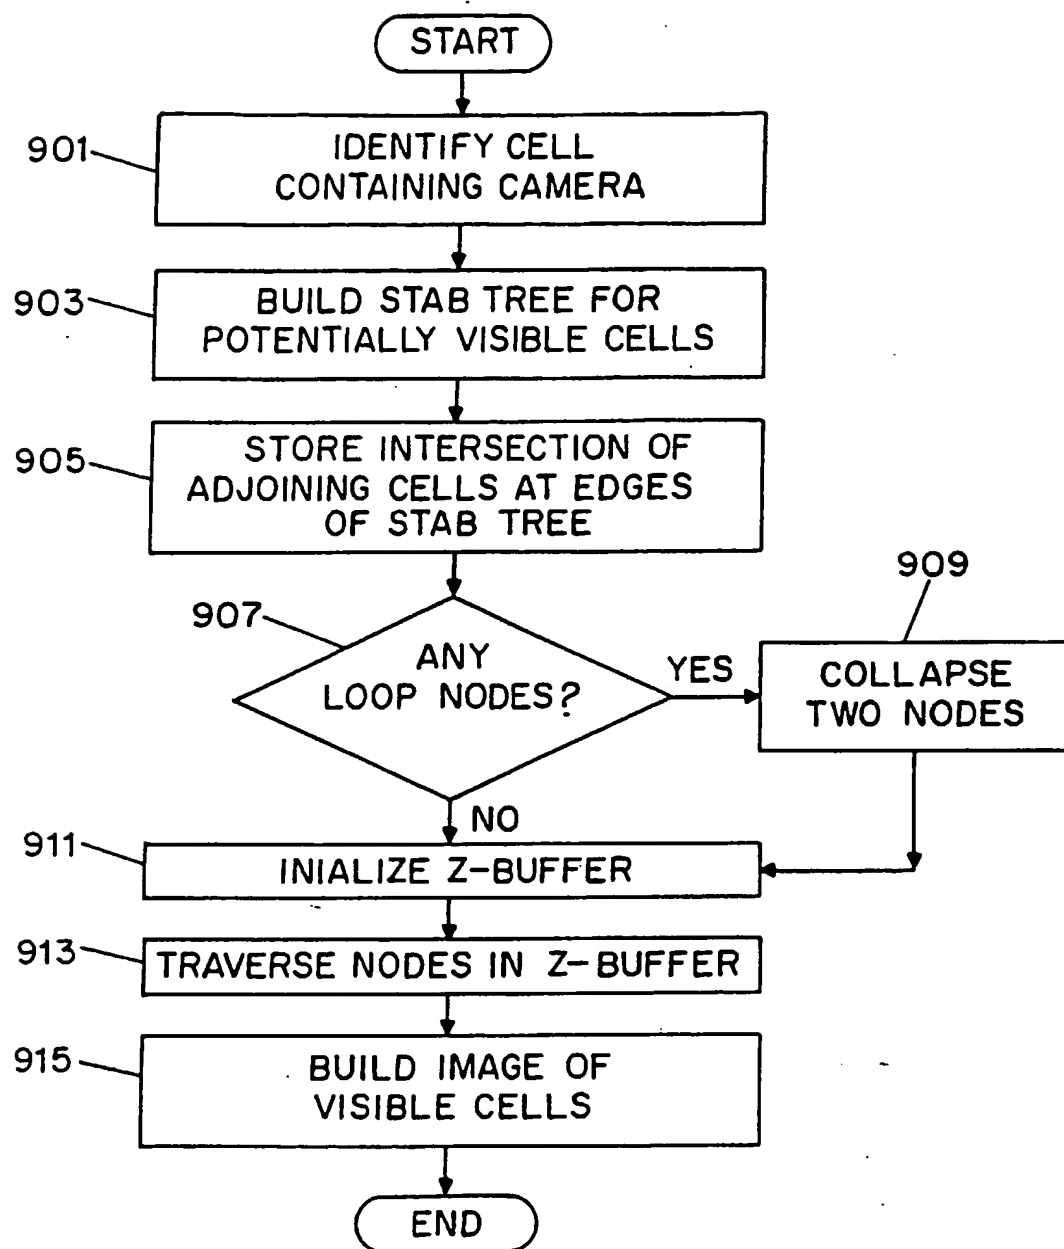 START
901
IDENTIFY CELL
CONTAINING CAMERA
903
BUILD STAB TREE FOR
POTENTIALLY VISIBLE CELLS
905
STORE INTERSECTION OF
ADJOINING CELLS AT EDGES
OF STAB TREE
907
ANY
LOOP NODES?
YES
909
COLLAPSE
TWO NODES
NO
911
INIALIZE Z-BUFFER
913
TRAVERSE NODES IN Z-BUFFER
915
BUILD IMAGE OF
VISIBLE CELLS
END